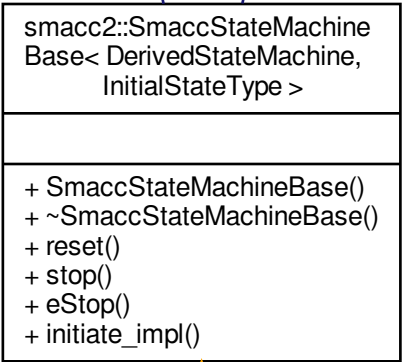 smacc2::SmaccStateMachine
Base< DerivedStateMachine,
InitialStateType >
+ SmaccStateMachineBase()
+ ~SmaccStateMachineBase()
+ reset()
+ stop()
+ eStop()
+ initiate_impl()